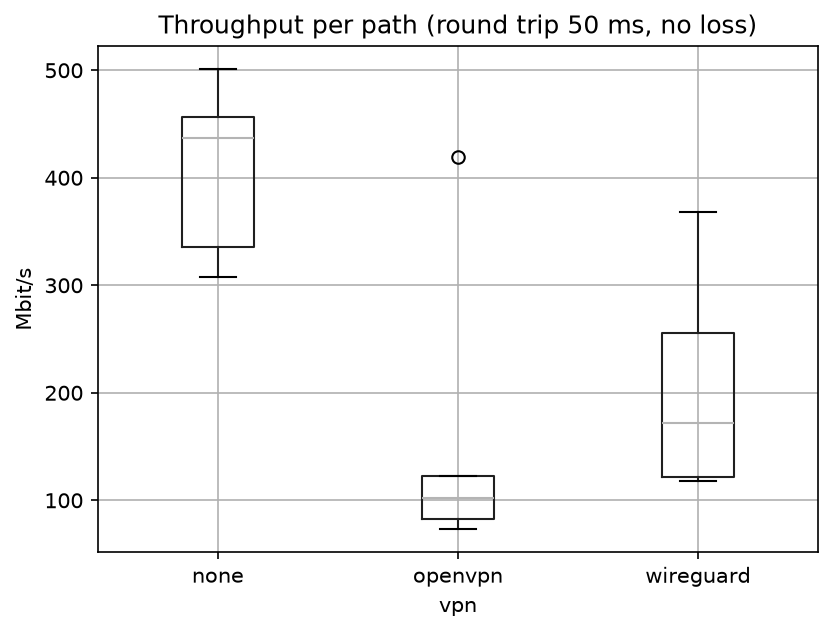 Throughput per path (round trip 50 ms, no loss)
500
400
300
200
100
Mbit/s
none openvpn wireguard
vpn